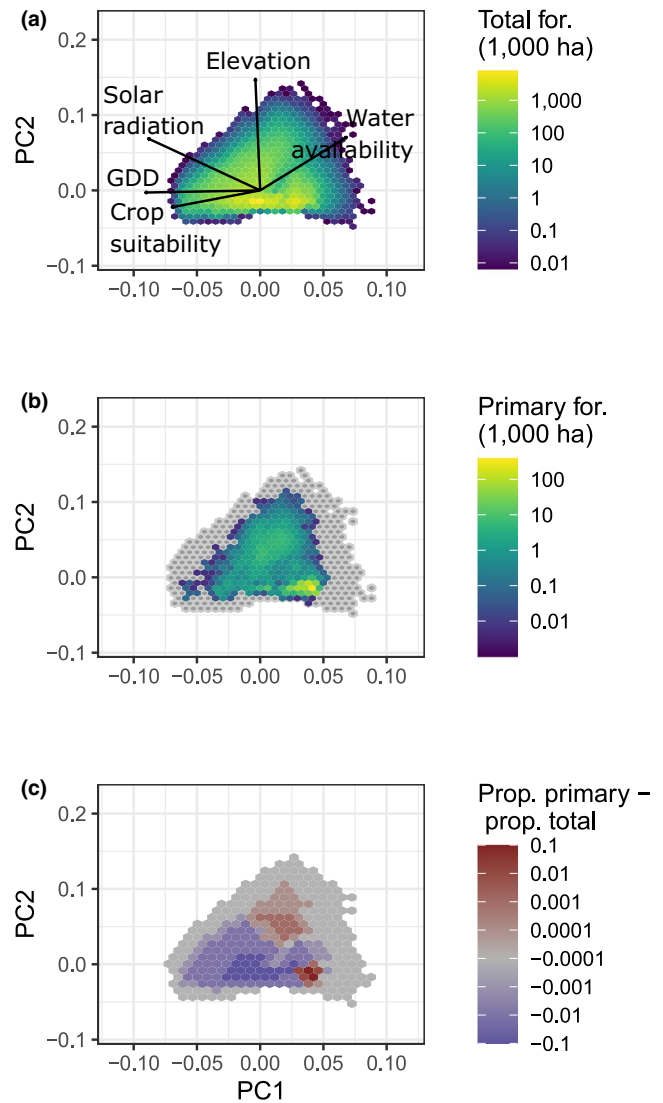 (a)
0.2
0.1
0.0
−0.1
PC2
Elevation
Solar
radiation
Water
availability
GDD
Crop
suitability
−0.10
−0.05
0.00
0.05
0.10
Total for.
(1,000 ha)
1,000
100
10
1
0.1
0.01
(b)
0.2
0.1
0.0
−0.1
PC2
−0.10
−0.05
0.00
0.05
0.10
Primary for.
(1,000 ha)
100
10
1
0.1
0.01
(c)
0.2
0.1
0.0
−0.1
PC2
−0.10
−0.05
0.00
0.05
0.10
PC1
Prop. primary −
prop. total
0.1
0.01
0.001
0.0001
−0.0001
−0.001
−0.01
−0.1